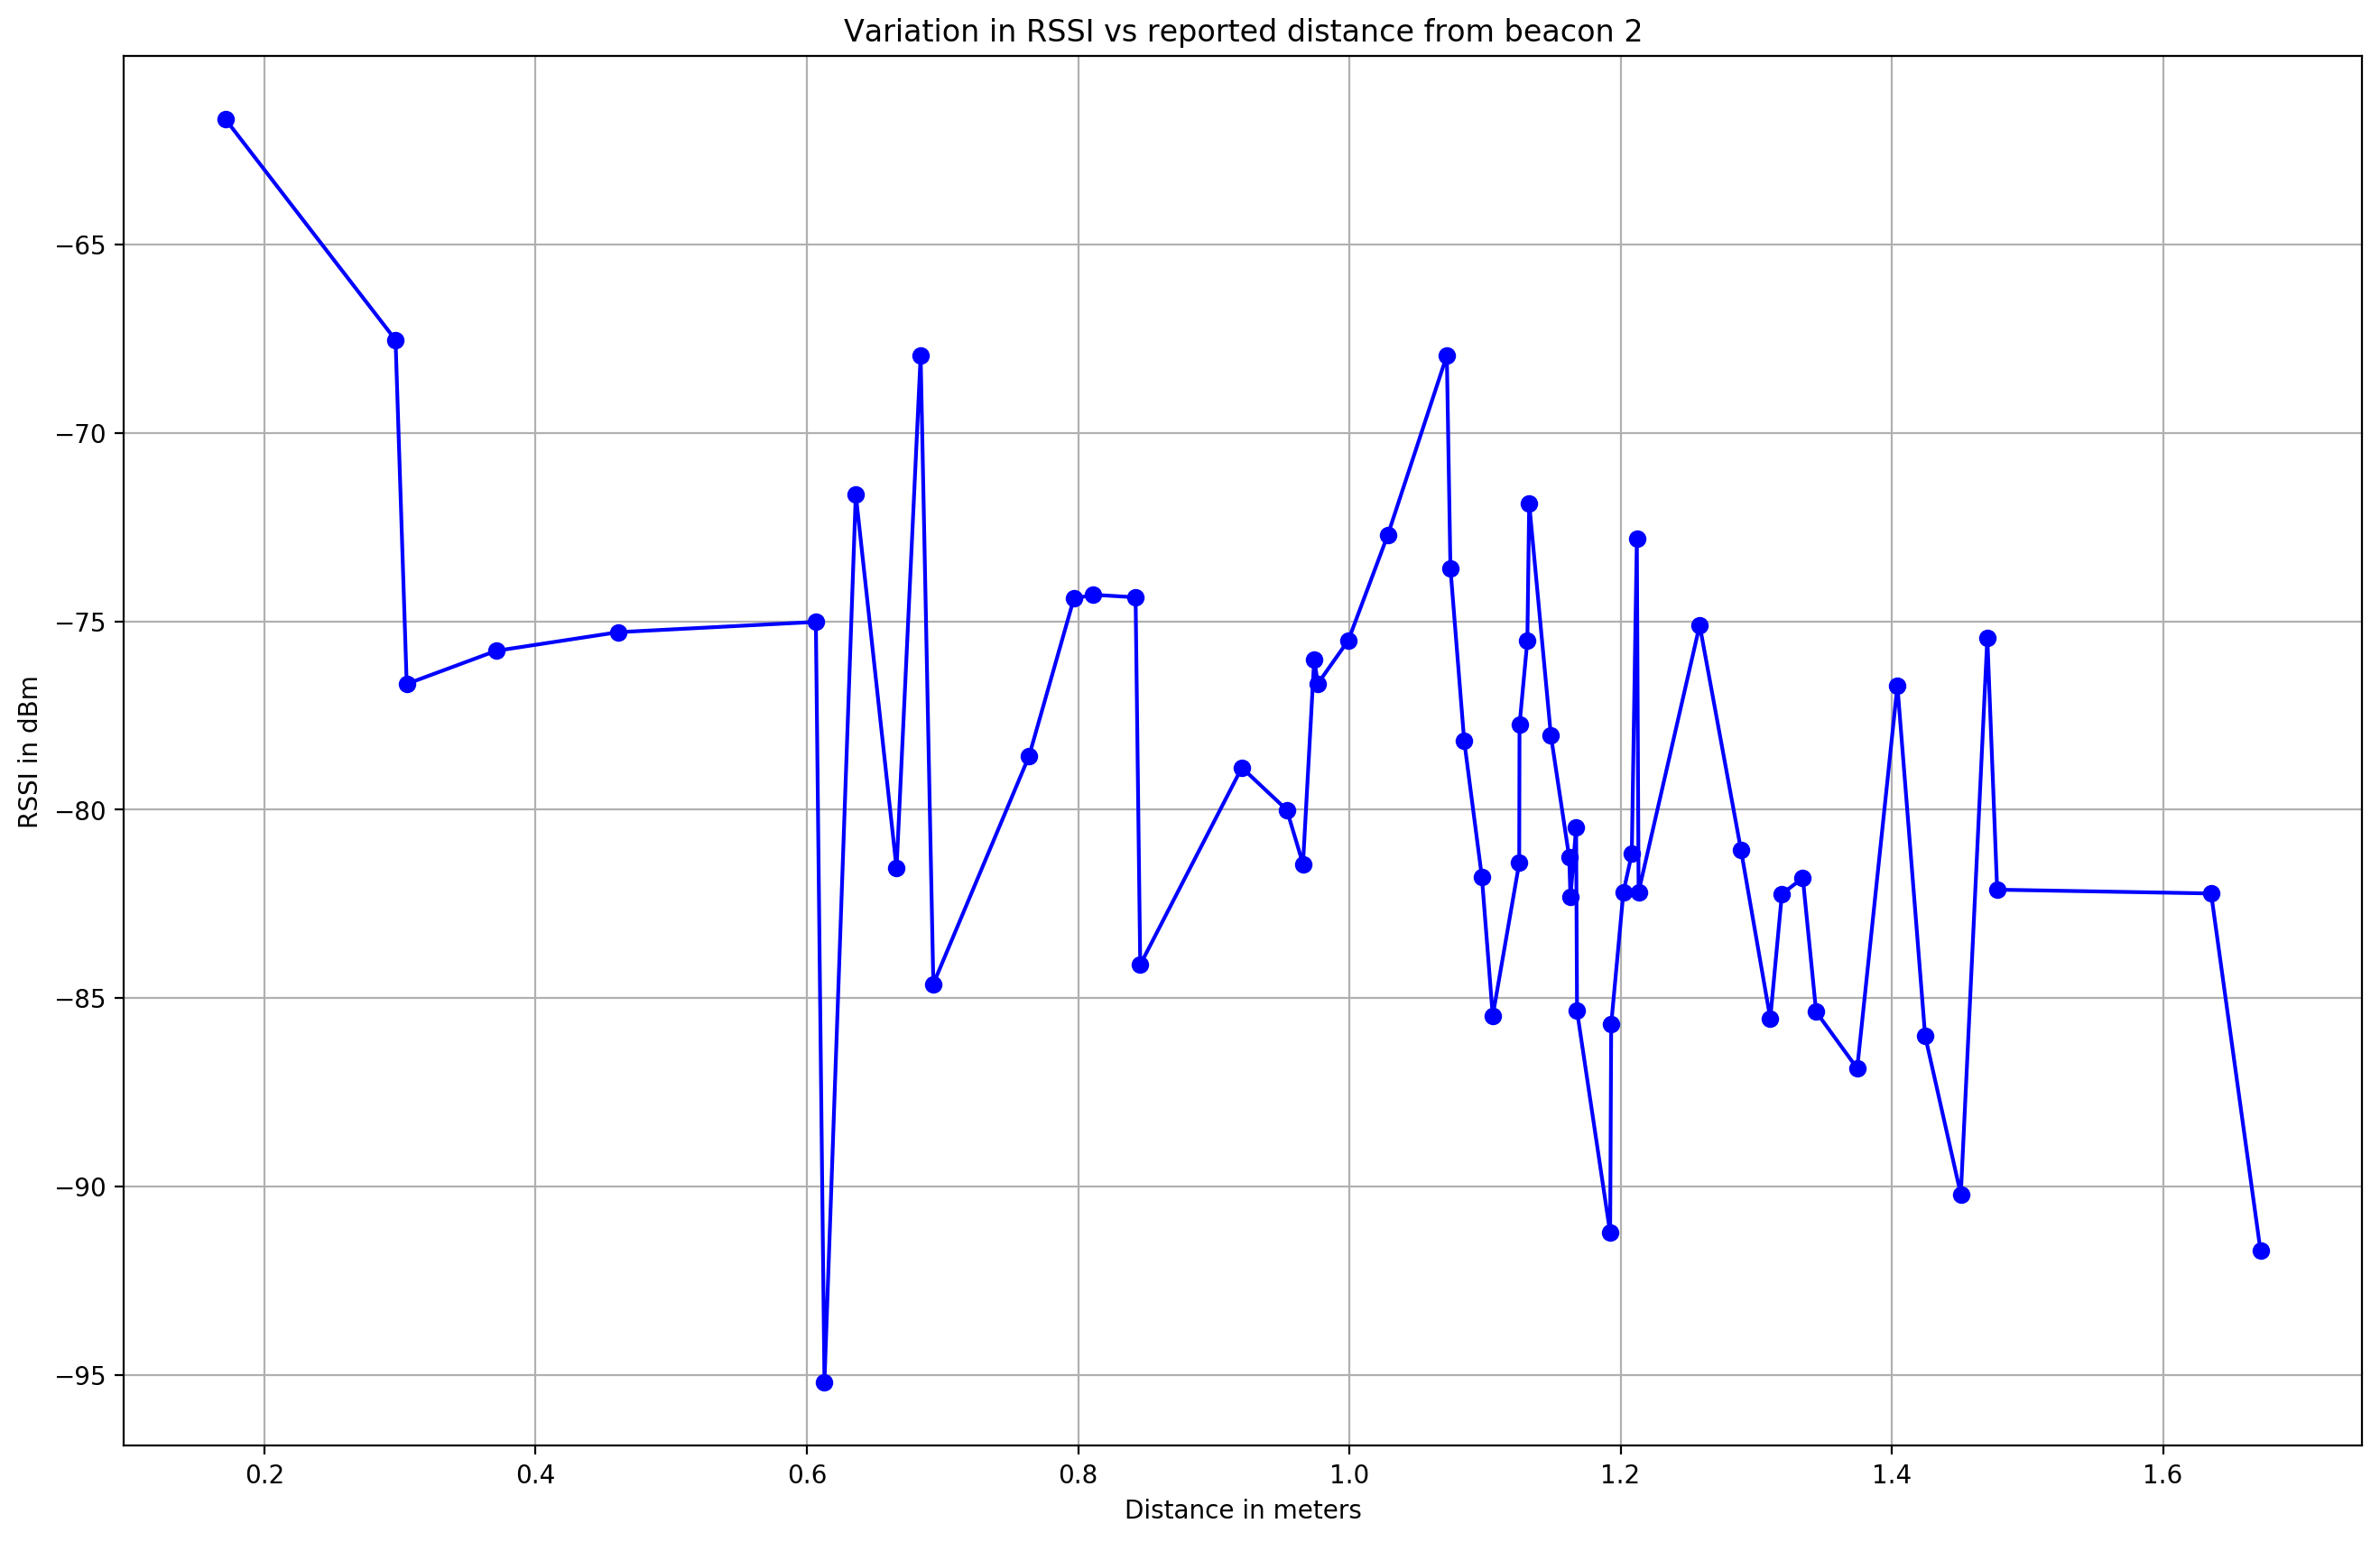 Variation in RSSI vs reported distance from beacon 2
RSSI in dBm
−65
−70
−75
−80
−85
−90
−95
0.2 0.4 0.6 0.8 1.0 1.2 1.4 1.6
Distance in meters